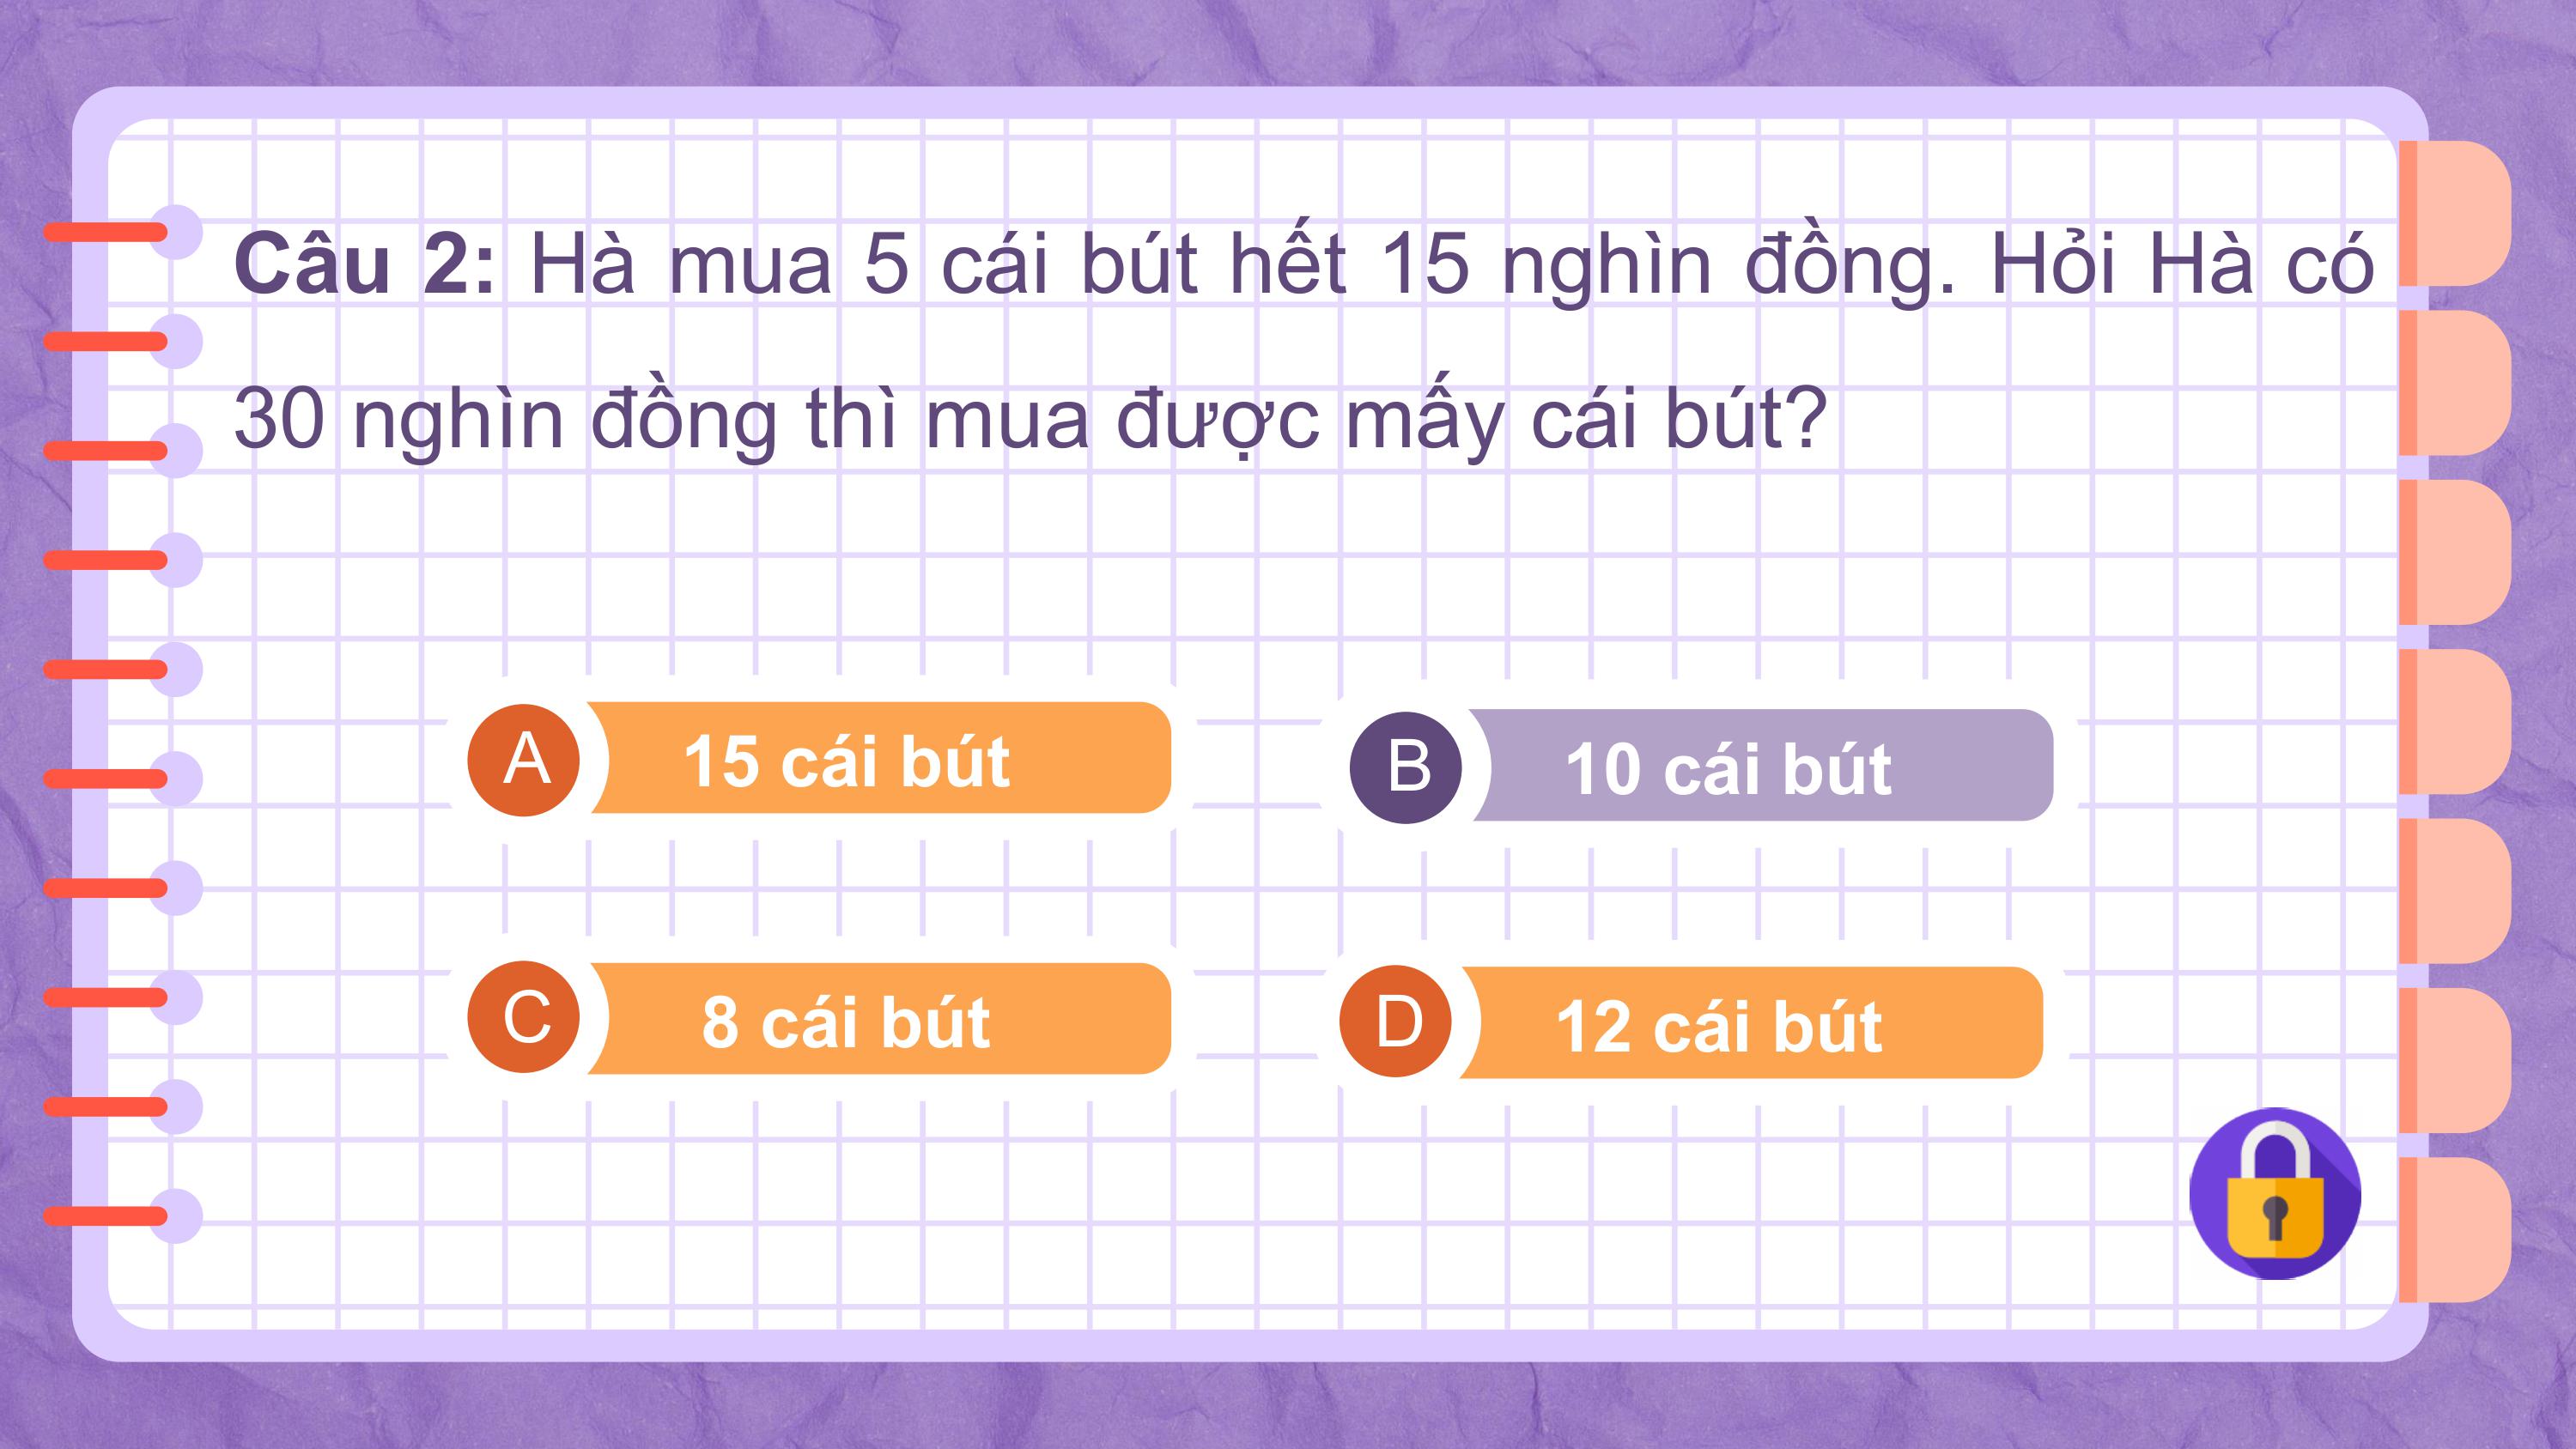 Câu 2: Hà mua 5 cái bút hết 15 nghìn đồng. Hỏi Hà có
30 nghìn đồng thì mua được mấy cái bút?
A 15 cái bút
B 10 cái bút
C 8 cái bút
D 12 cái bút